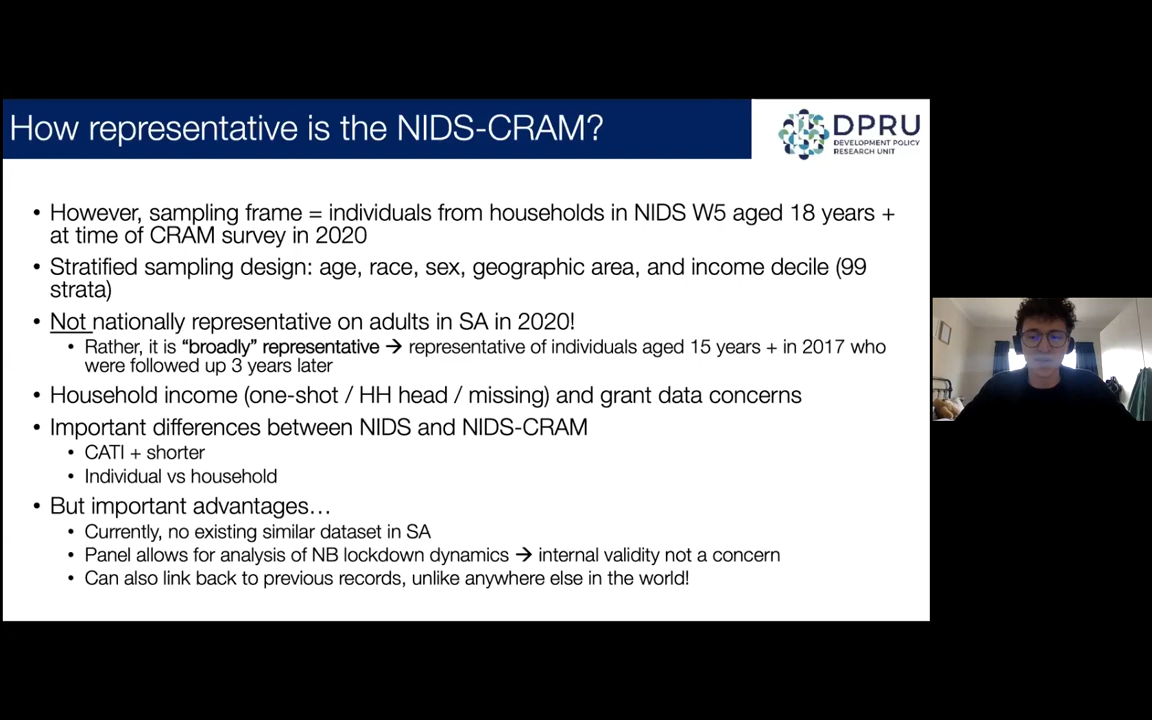 How representative is the NIDS-CRAM?
DPRU
DEVELOPMENT POLICY
RESEARCH UNIT
• However, sampling frame = individuals from households in NIDS W5 aged 18 years +
at time of CRAM survey in 2020
• Stratified sampling design: age, race, sex, geographic area, and income decile (99
strata)
• Not nationally representative on adults in SA in 2020!
• Rather, it is “broadly” representative → representative of individuals aged 15 years + in 2017 who
were followed up 3 years later
• Household income (one-shot / HH head / missing) and grant data concerns
• Important differences between NIDS and NIDS-CRAM
• CATI + shorter
• Individual vs household
• But important advantages…
• Currently, no existing similar dataset in SA
• Panel allows for analysis of NB lockdown dynamics → internal validity not a concern
• Can also link back to previous records, unlike anywhere else in the world!